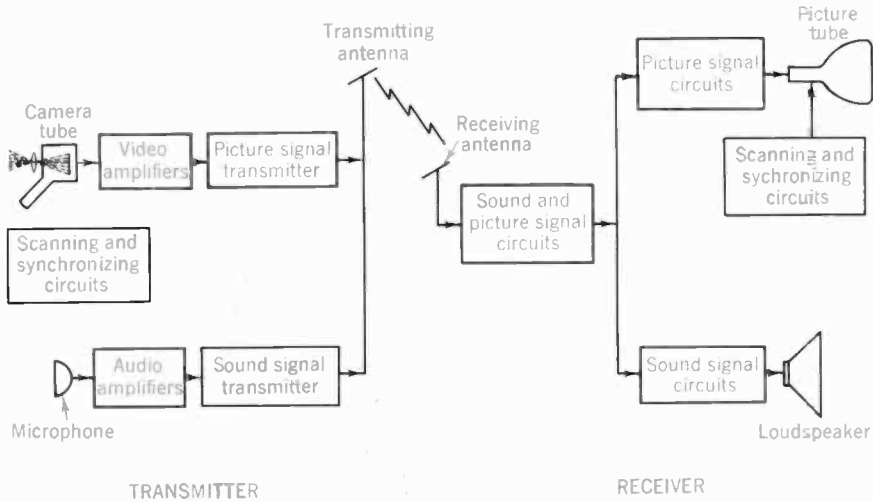 Transmitting
antenna
Picture
tube
Picture signal
circuits
Camera
tube
Video
amplifiers
Picture signal
transmitter
Receiving
antenna
Scanning and
sychronizing
circuits
Sound and
picture signal
circuits
Scanning and
synchronizing
circuits
Audio
amplifiers
Sound signal
transmitter
Sound signal
circuits
Microphone
Loudspeaker
TRANSMITTER
RECEIVER